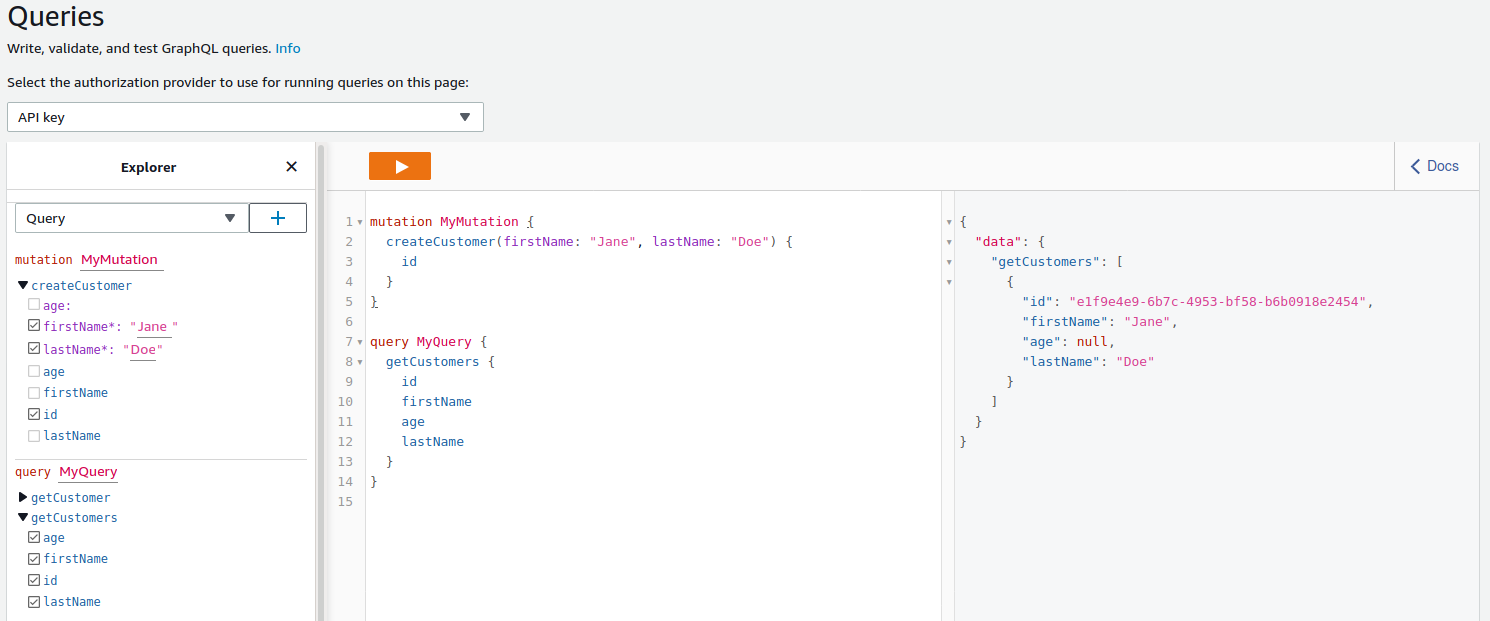 Queries
Write, validate, and test GraphQL queries. Info
Select the authorization provider to use for running queries on this page:
API key
Explorer
Query
mutation MyMutation
createCustomer
age:
firstName*: "Jane "
lastName*: "Doe"
age
firstName
id
lastName
query MyQuery
getCustomer
getCustomers
age
firstName
id
lastName
Docs
1 mutation MyMutation {
2 createCustomer(firstName: "Jane", lastName: "Doe") {
3 id
4 }
5 }
6
7 query MyQuery {
8 getCustomers {
9 id
10 firstName
11 age
12 lastName
13 }
14 }
15
{
"data": {
"getCustomers": [
{
"id": "e1f9e4e9-6b7c-4953-bf58-b6b0918e2454",
"firstName": "Jane",
"age": null,
"lastName": "Doe"
}
]
}
}